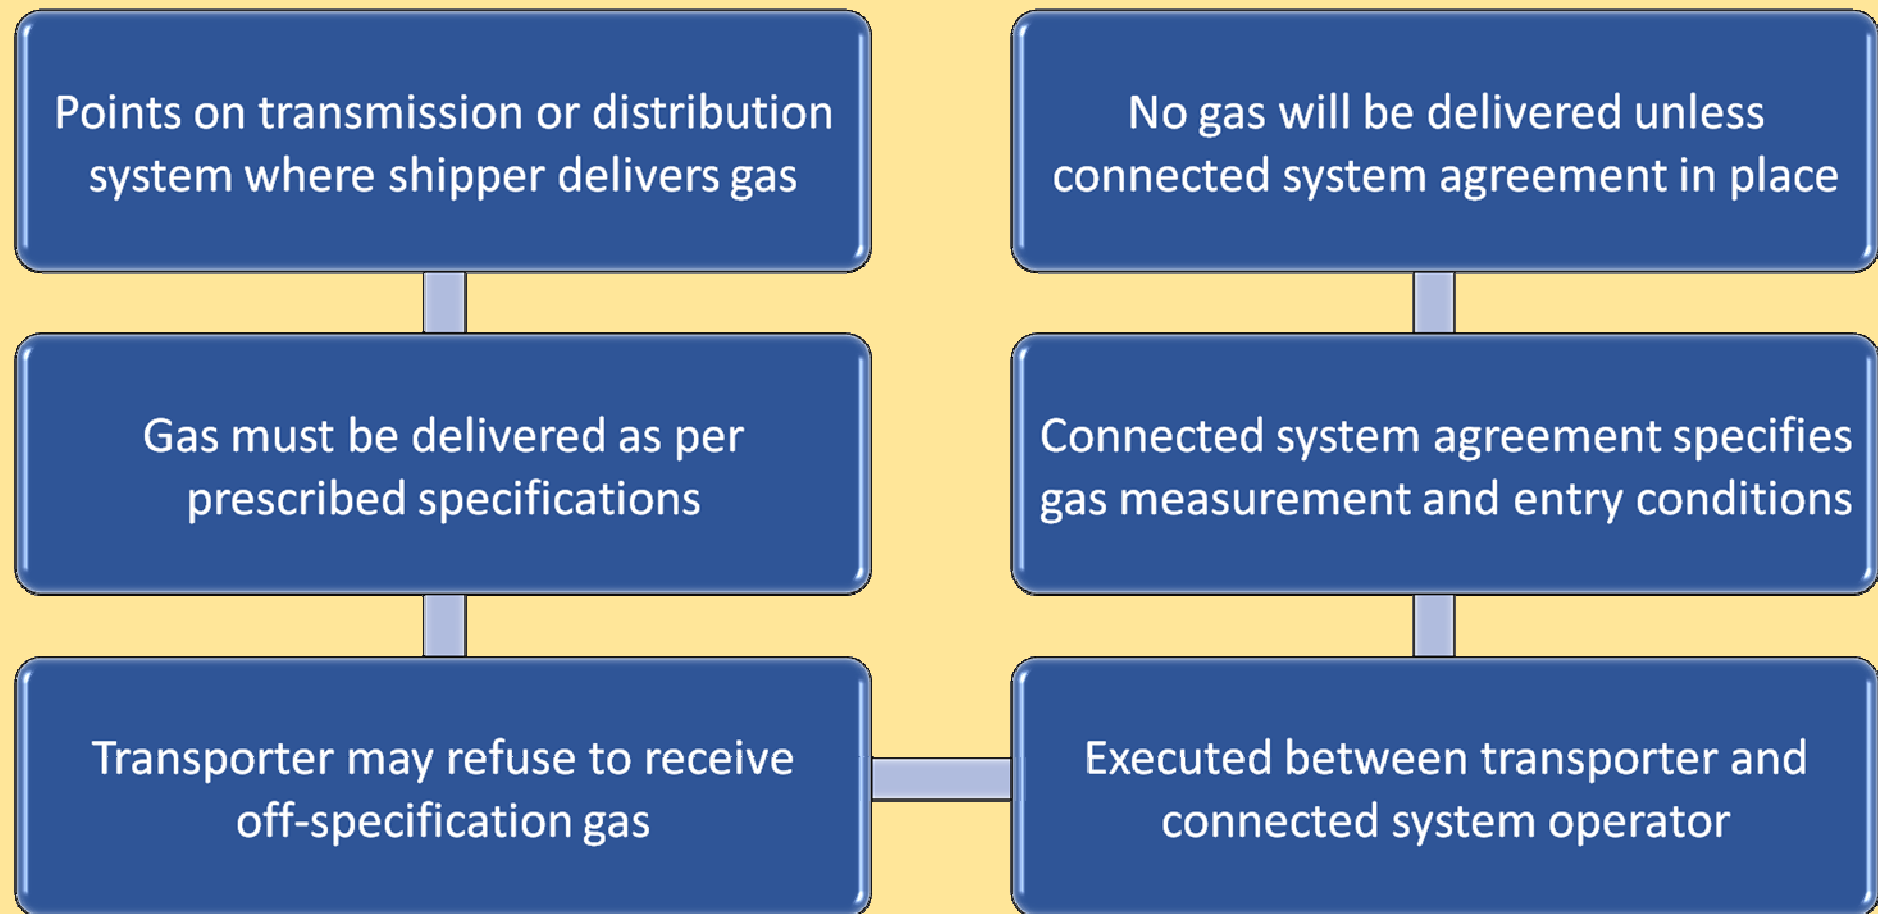 Points on transmission or distribution
system where shipper delivers gas
Gas must be delivered as per
prescribed specifications
Transporter may refuse to receive
off-specification gas
Executed between transporter and
connected system operator
Connected system agreement specifies
gas measurement and entry conditions
No gas will be delivered unless
connected system agreement in place